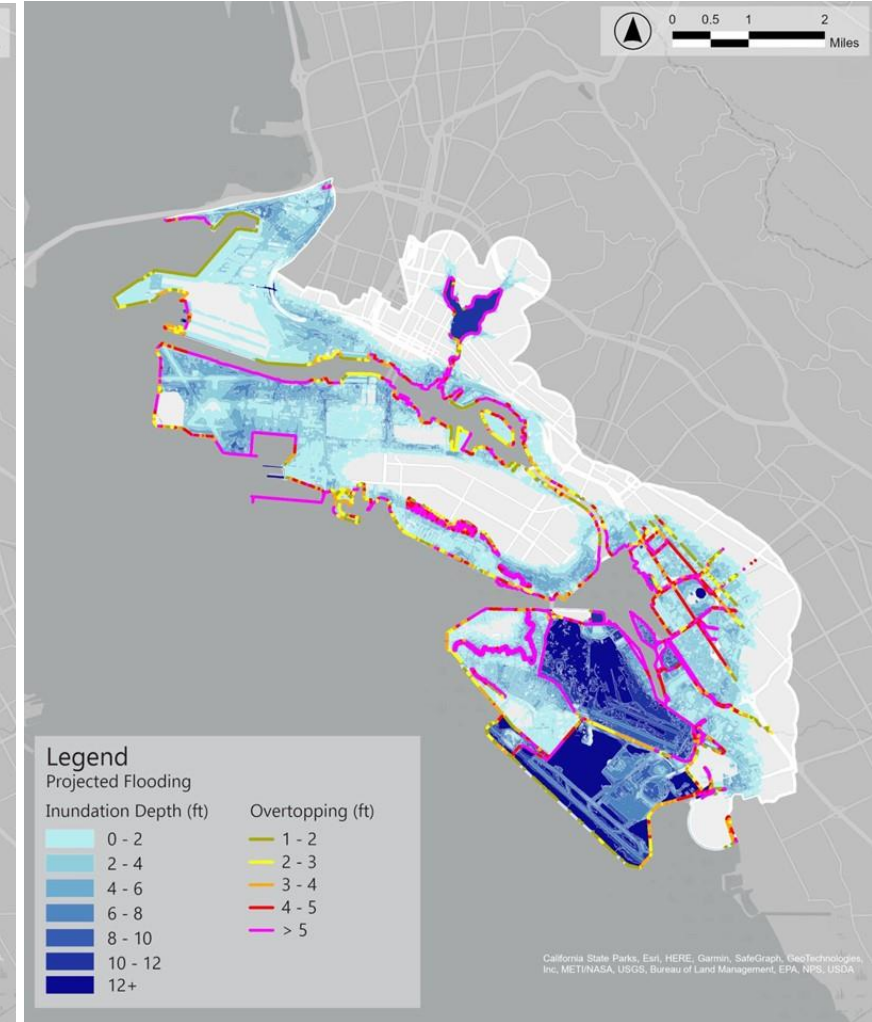 0 0.5 1 2
Miles
Legend
Projected Flooding
Inundation Depth (ft)
0 - 2
2 - 4
4 - 6
6 - 8
8 - 10
10 - 12
12+
Overtopping (ft)
1 - 2
2 - 3
3 - 4
4 - 5
> 5
California State Parks, Esri, HERE, Garmin, SafeGraph, GeoTechnologies,
Inc, METI/NASA, USGS, Bureau of Land Management, EPA, NPS, USDA